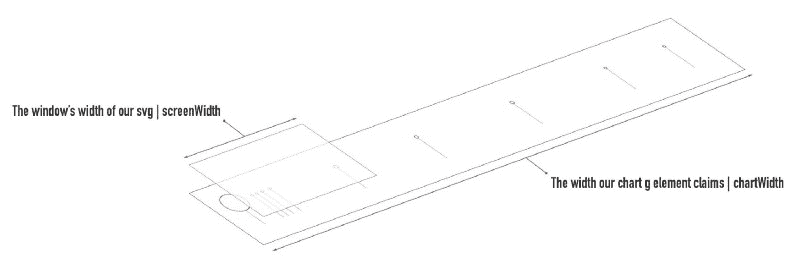 The window's width of our svg | screenWidth
The width our chart g element claims | chartWidth